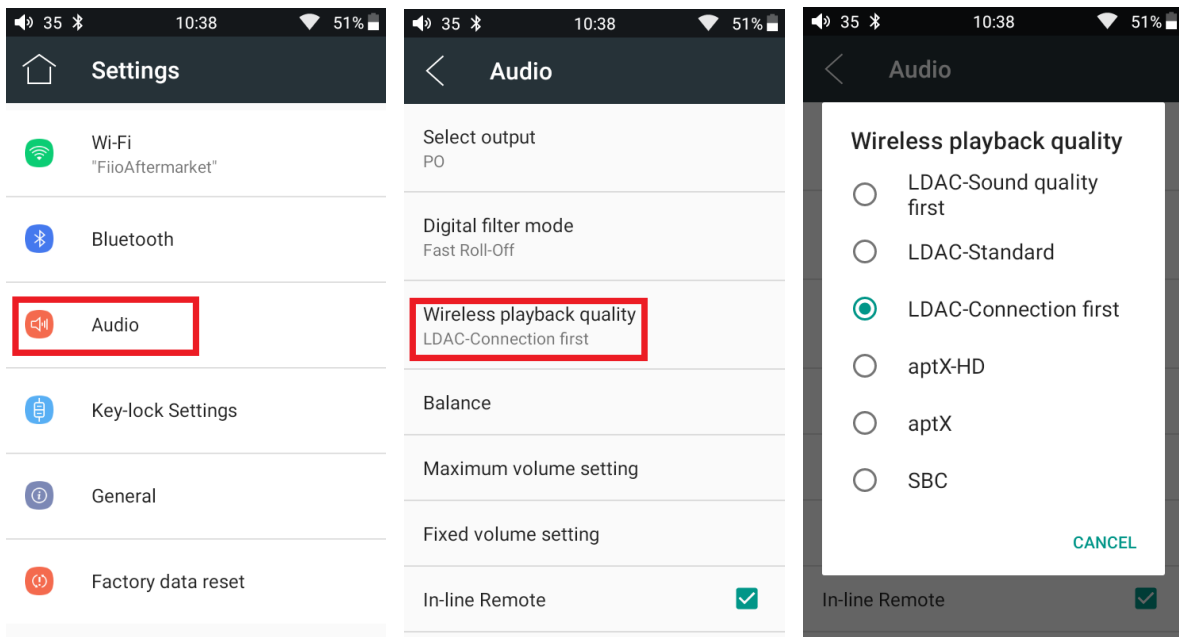 35 10:38 51%
Settings
Wi-Fi
"FiioAftermarket"
Bluetooth
Audio
Key-lock Settings
General
Factory data reset
35 10:38 51%
Audio
Select output
PO
Digital filter mode
Fast Roll-Off
Wireless playback quality
LDAC-Connection first
Balance
Maximum volume setting
Fixed volume setting
In-line Remote
35 10:38 51%
Audio
Wireless playback quality
LDAC-Sound quality
first
LDAC-Standard
LDAC-Connection first
aptX-HD
aptX
SBC
CANCEL
In-line Remote